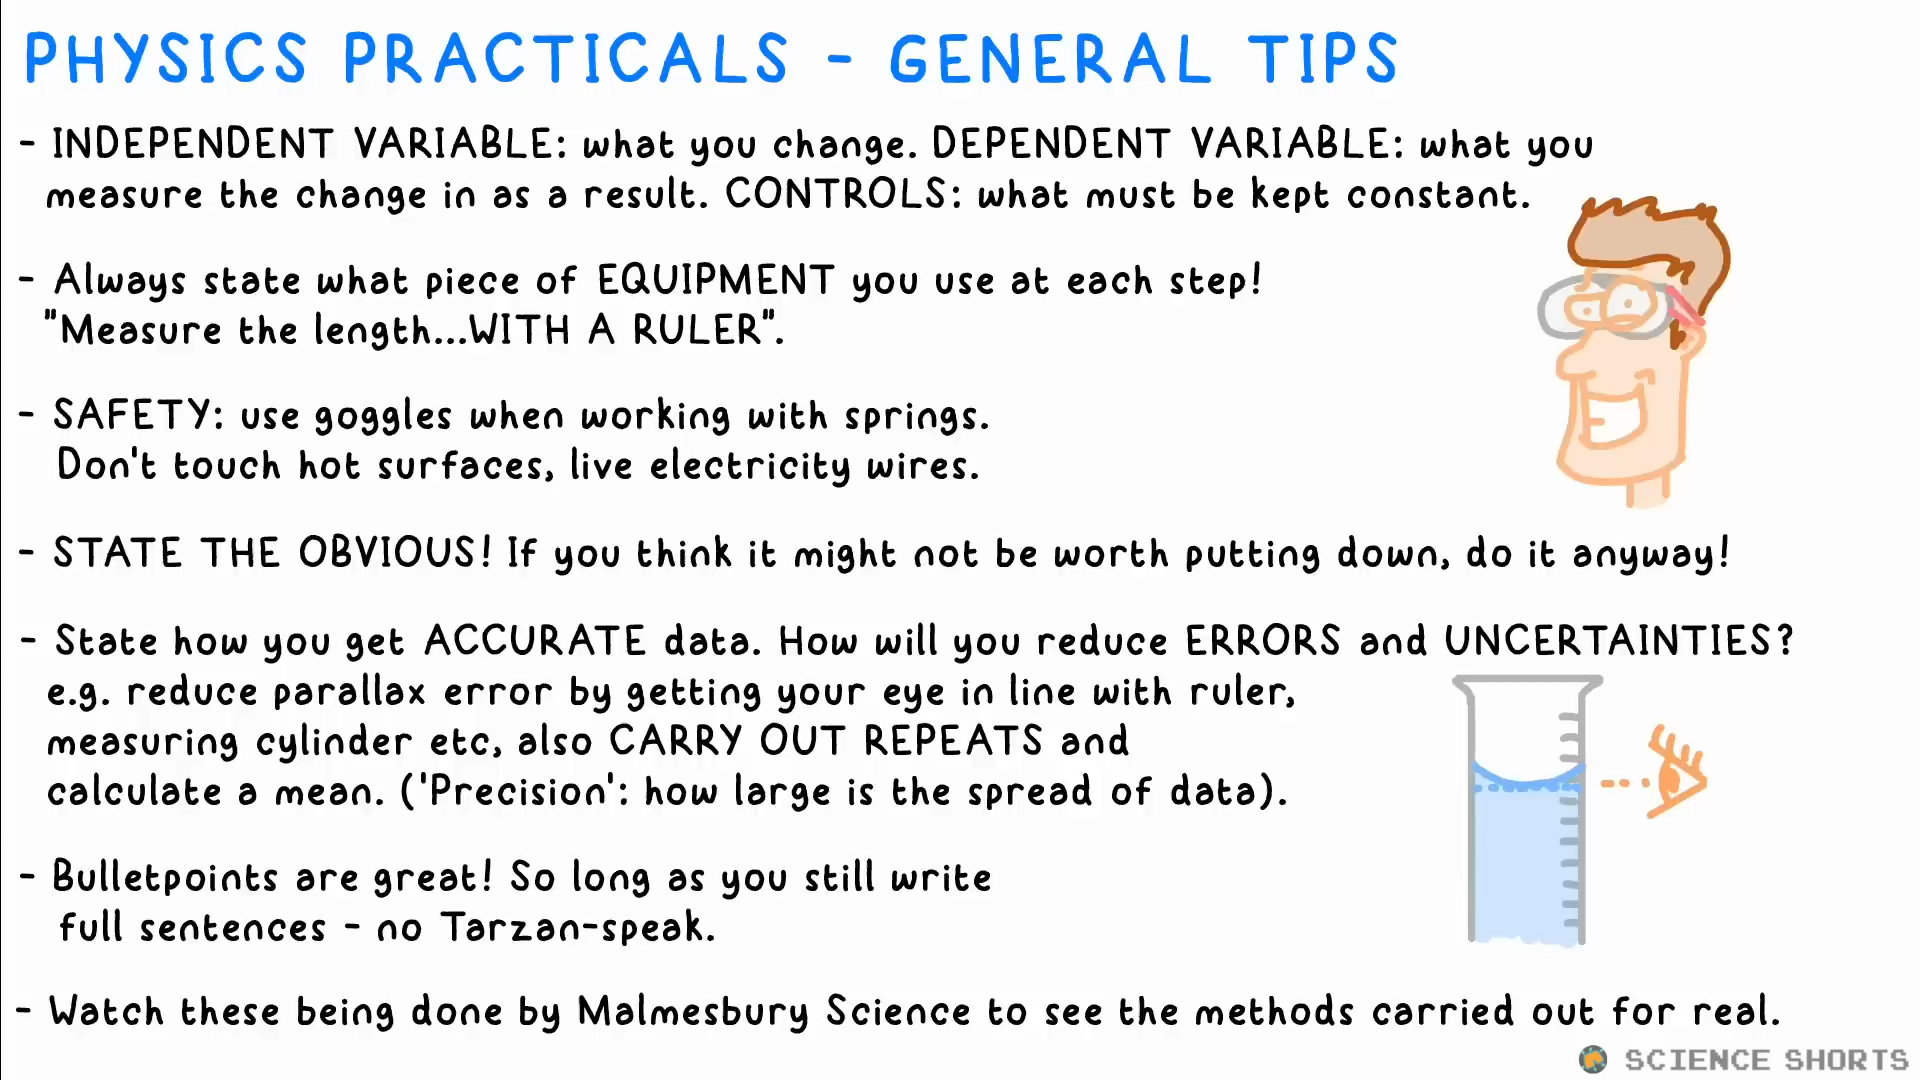 PHYSICS PRACTICALS - GENERAL TIPS
- INDEPENDENT VARIABLE: what you change. DEPENDENT VARIABLE: what you
measure the change in as a result. CONTROLS: what must be kept constant.
- Always state what piece of EQUIPMENT you use at each step!
"Measure the length...WITH A RULER".
- SAFETY: use goggles when working with springs.
Don't touch hot surfaces, live electricity wires.
- STATE THE OBVIOUS! If you think it might not be worth putting down, do it anyway!
- State how you get ACCURATE data. How will you reduce ERRORS and UNCERTAINTIES?
e.g. reduce parallax error by getting your eye in line with ruler,
measuring cylinder etc, also CARRY OUT REPEATS and
calculate a mean. ('Precision': how large is the spread of data).
- Bulletpoints are great! So long as you still write
full sentences - no Tarzan-speak.
- Watch these being done by Malmesbury Science to see the methods carried out for real.
SCIENCE SHORTS